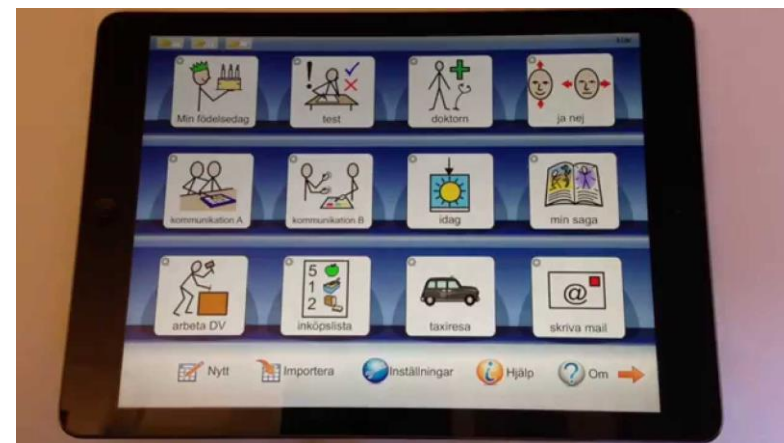 Min födelsedag
test
doktorn
ja nej
kommunikation A
kommunikation B
idag
min saga
arbeta DV
5
1
2
inköpslista
taxiresa
@
skriva mail
Nytt
Importera
Inställningar
Hjälp
? Om